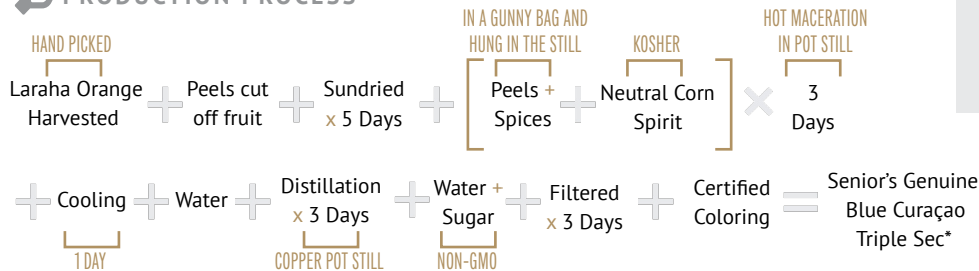 PRODUCTION PROCESS
IN A GUNNY BAG AND
HUNG IN THE STILL
HOT MACERATION
IN POT STILL
HAND PICKED
KOSHER
Laraha Orange
Harvested
+
Peels cut
off fruit
+
Sundried
x 5 Days
+
[
Peels +
Spices
+
Neutral Corn
Spirit
]
×
3
Days
+
Cooling
+
Water
+
Distillation
x 3 Days
+
Water +
Sugar
+
Filtered
x 3 Days
+
Certified
Coloring
=
Senior's Genuine
Blue Curaçao
Triple Sec*
1 DAY
COPPER POT STILL
NON-GMO